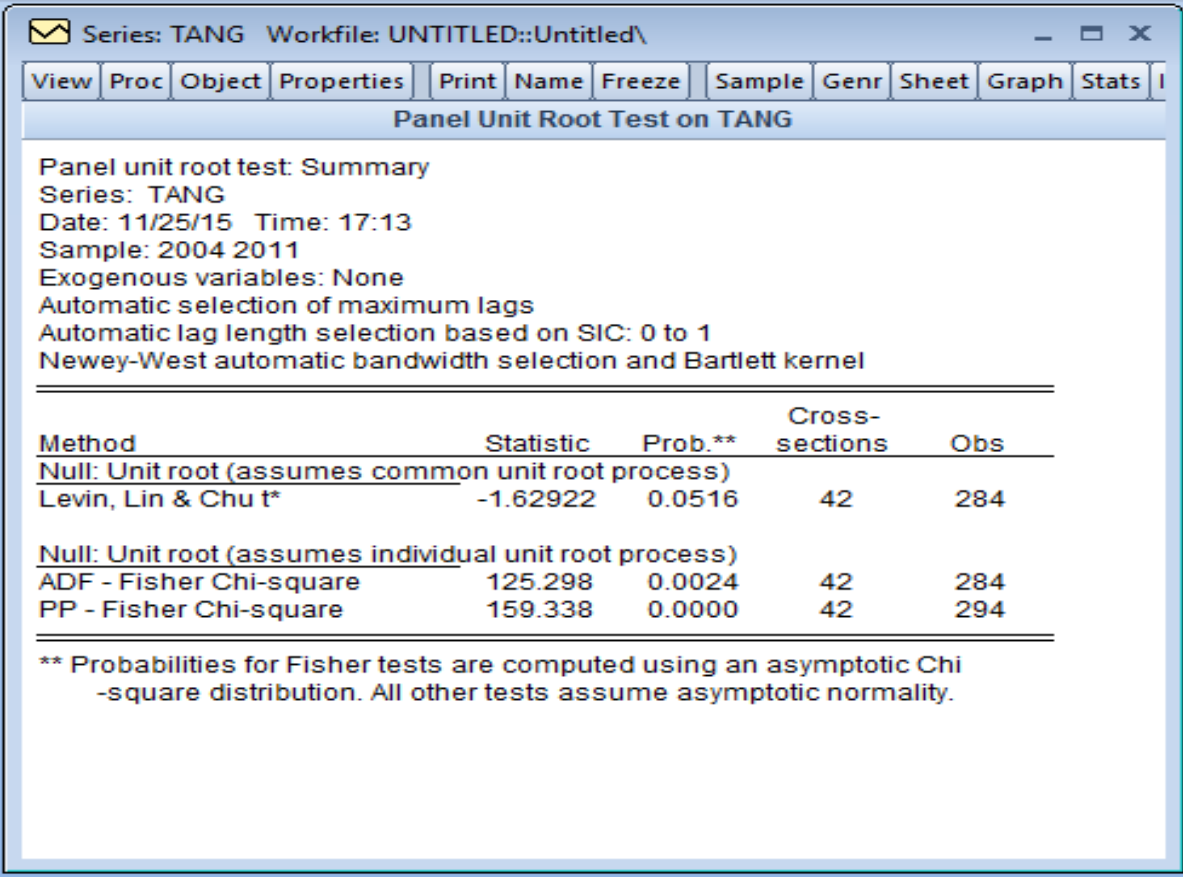 Series: TANG Workfile: UNTITLED::Untitled\
View Proc Object Properties Print Name Freeze Sample Genr Sheet Graph Stats
Panel Unit Root Test on TANG
Panel unit root test: Summary
Series: TANG
Date: 11/25/15 Time: 17:13
Sample: 2004 2011
Exogenous variables: None
Automatic selection of maximum lags
Automatic lag length selection based on SIC: 0 to 1
Newey-West automatic bandwidth selection and Bartlett kernel
Cross-
Method Statistic Prob.** sections Obs
Null: Unit root (assumes common unit root process)
Levin, Lin & Chu t* -1.62922 0.0516 42 284
Null: Unit root (assumes individual unit root process)
ADF - Fisher Chi-square 125.298 0.0024 42 284
PP - Fisher Chi-square 159.338 0.0000 42 294
** Probabilities for Fisher tests are computed using an asymptotic Chi
-square distribution. All other tests assume asymptotic normality.